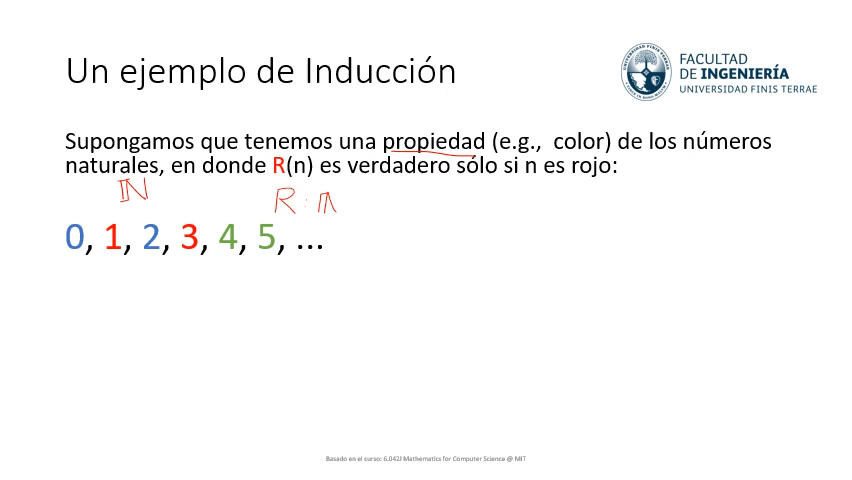 Un ejemplo de Inducción
FACULTAD
DE INGENIERÍA
UNIVERSIDAD FINIS TERRAE
Supongamos que tenemos una propiedad (e.g., color) de los números
naturales, en donde R(n) es verdadero sólo si n es rojo:
ℕ
R :
0, 1, 2, 3, 4, 5, ...
Basado en el curso: 6.042J Mathematics for Computer Science @ MIT